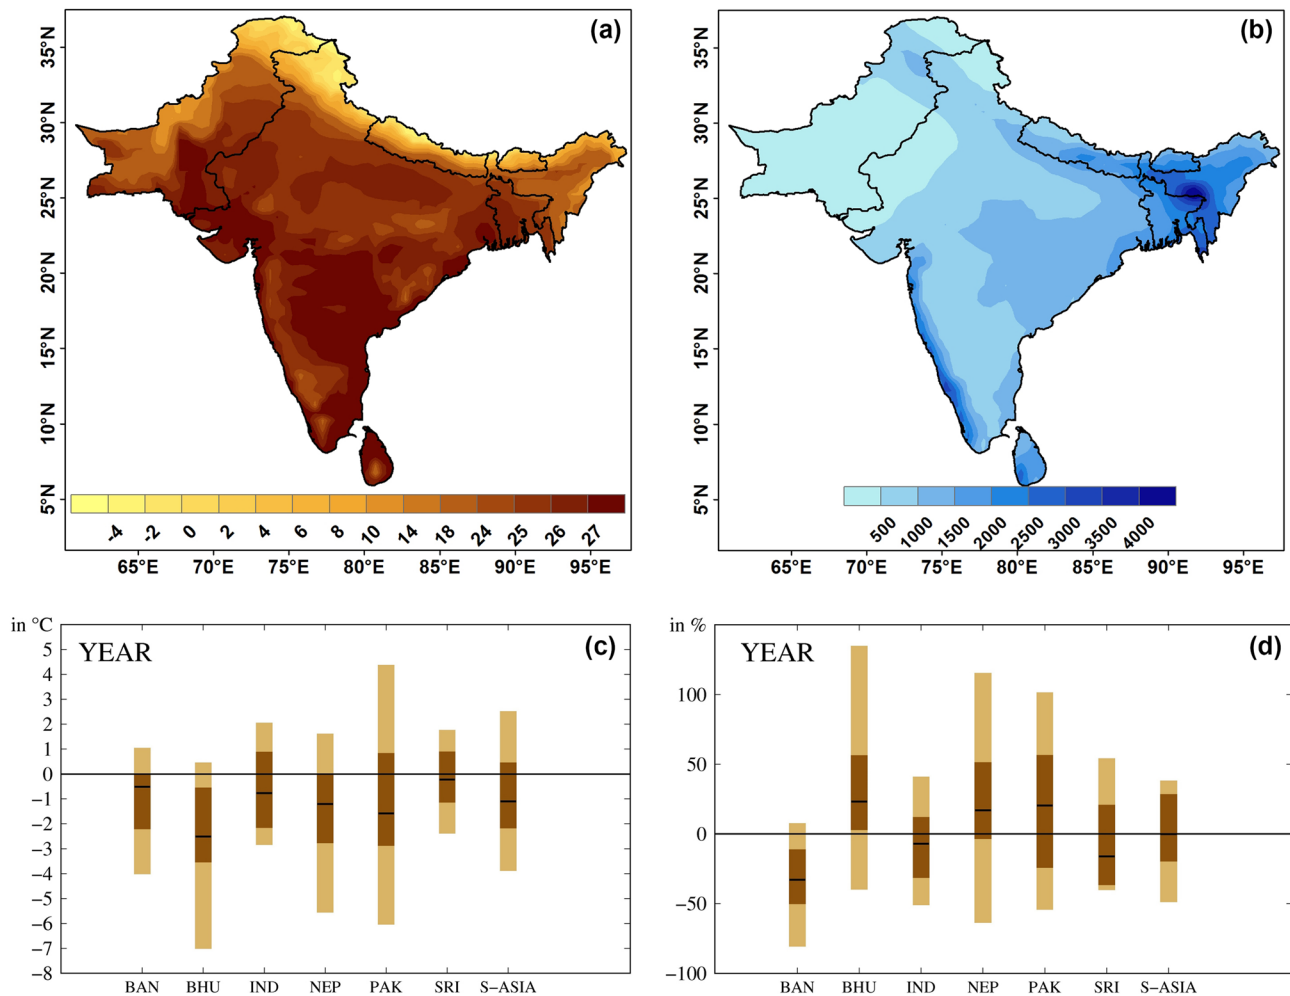 (a)
35°N
30°N
25°N
20°N
15°N
10°N
5°N
-4 -2 0 2 4 6 8 10 14 18 24 25 26 27
65°E 70°E 75°E 80°E 85°E 90°E 95°E
(b)
35°N
30°N
25°N
20°N
15°N
10°N
5°N
500 1000 1500 2000 2500 3000 3500 4000
65°E 70°E 75°E 80°E 85°E 90°E 95°E
in °C
YEAR
(c)
5
4
3
2
1
0
−1
−2
−3
−4
−5
−6
−7
−8
BAN BHU IND NEP PAK SRI S−ASIA
in %
YEAR
(d)
100
50
0
−50
−100
BAN BHU IND NEP PAK SRI S−ASIA